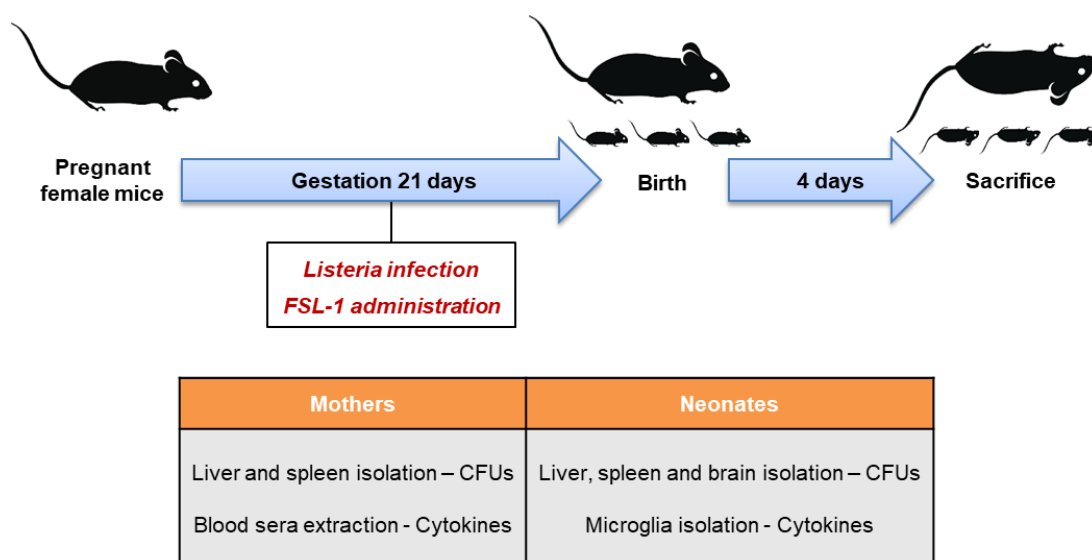 Pregnant
female mice
Gestation 21 days
Birth
4 days
Sacrifice
Listeria infection
FSL-1 administration
Mothers
Neonates
Liver and spleen isolation – CFUs
Liver, spleen and brain isolation – CFUs
Blood sera extraction - Cytokines
Microglia isolation - Cytokines